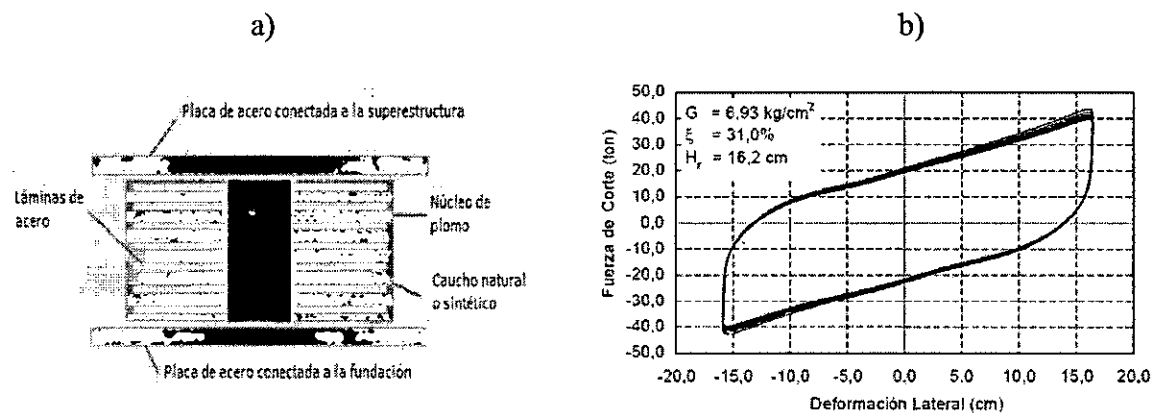 a)
b)
Placa de acero conectada a la superestructura
Láminas de
acero
Núcleo de
plomo
Caucho natural
o sintético
Placa de acero conectada a la fundación
50,0
40,0
30,0
20,0
10,0
0,0
-10,0
-20,0
-30,0
-40,0
-50,0
Fuerza de Corte (ton)
G = 6,93 kg/cm²
ξ = 31,0%
Hr = 16,2 cm
-20,0 -15,0 -10,0 -5,0 0,0 5,0 10,0 15,0 20,0
Deformación Lateral (cm)